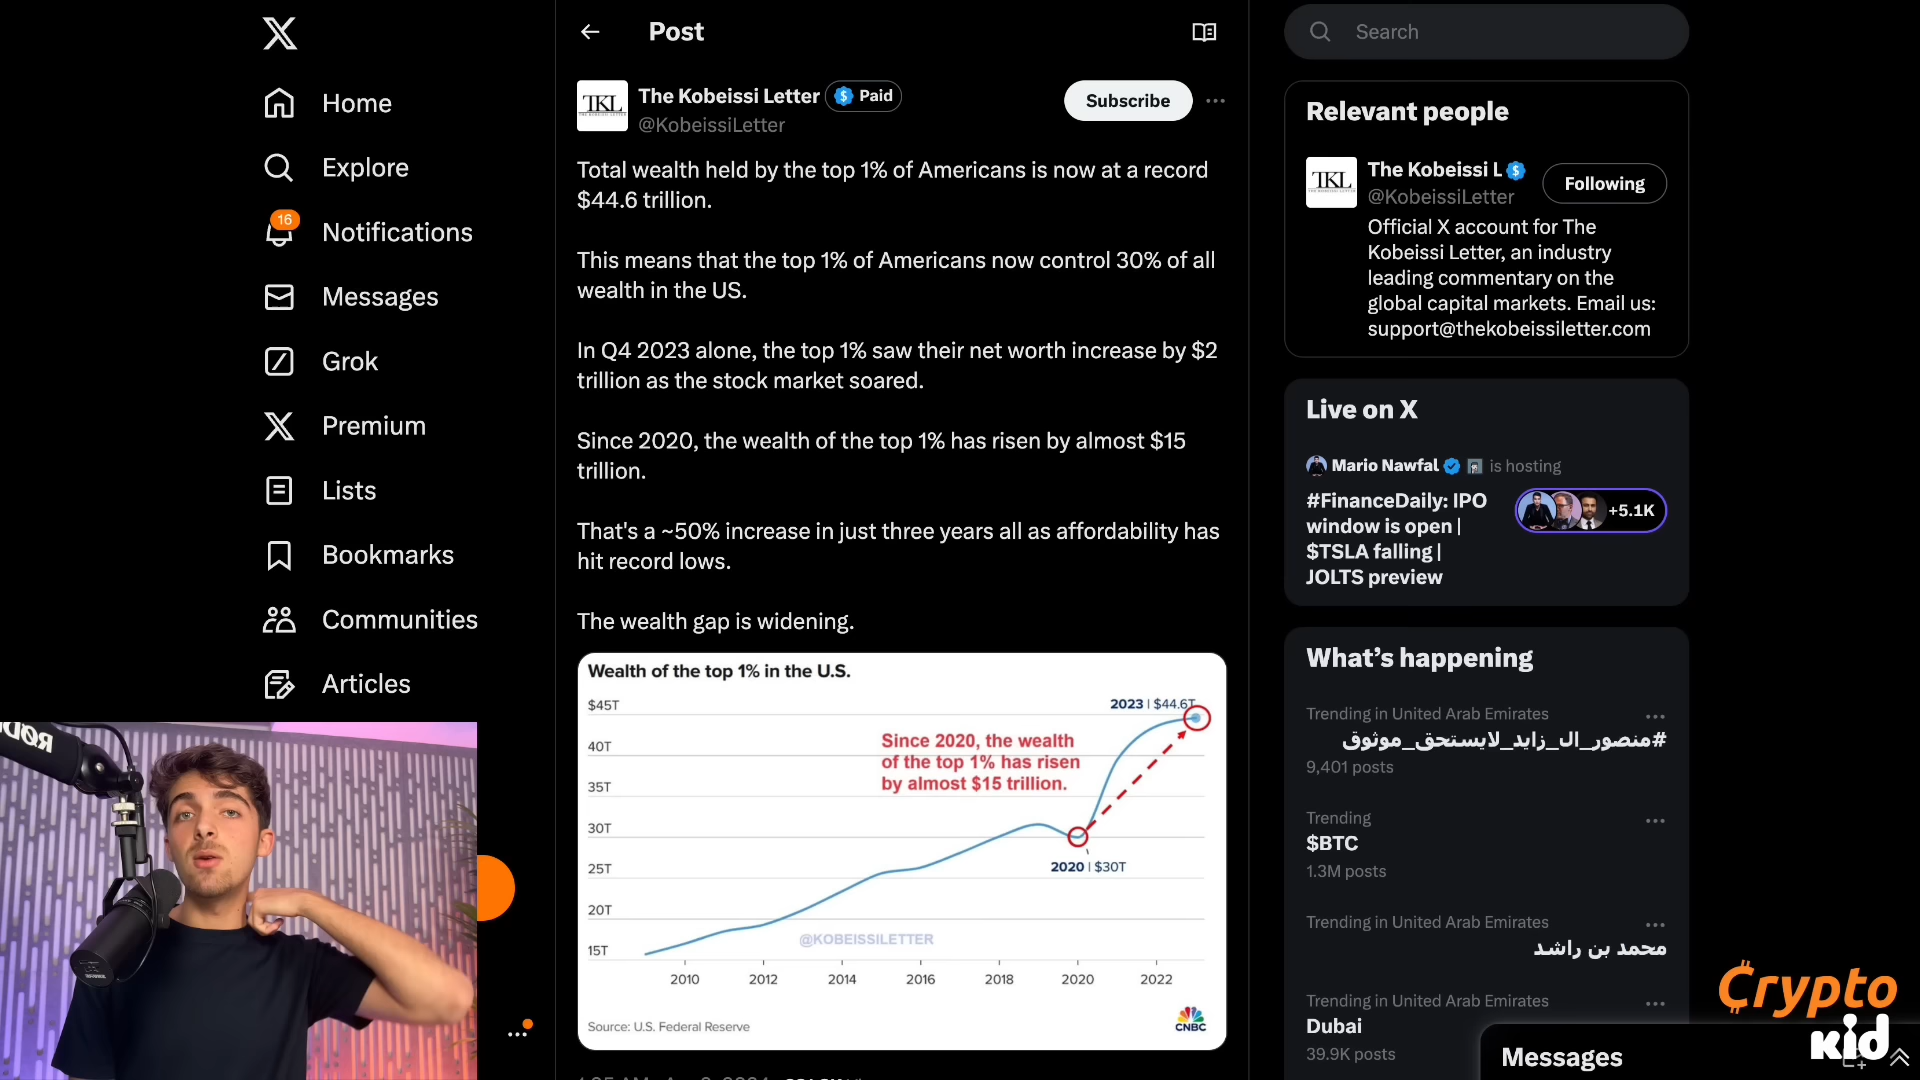 Home
Explore
16
Notifications
Messages
Grok
Premium
Lists
Bookmarks
Communities
Articles
RØDE
Post
TKL
The Kobeissi Letter
Paid
@KobeissiLetter
Subscribe
Total wealth held by the top 1% of Americans is now at a record
$44.6 trillion.
This means that the top 1% of Americans now control 30% of all
wealth in the US.
In Q4 2023 alone, the top 1% saw their net worth increase by $2
trillion as the stock market soared.
Since 2020, the wealth of the top 1% has risen by almost $15
trillion.
That's a ~50% increase in just three years all as affordability has
hit record lows.
The wealth gap is widening.
Wealth of the top 1% in the U.S.
$45T
40T
35T
30T
25T
20T
15T
2023 | $44.6T
Since 2020, the wealth
of the top 1% has risen
by almost $15 trillion.
2020 | $30T
@KOBEISSILETTER
2010 2012 2014 2016 2018 2020 2022
Source: U.S. Federal Reserve
CNBC
Search
Relevant people
TKL
The Kobeissi L
@KobeissiLetter
Following
Official X account for The
Kobeissi Letter, an industry
leading commentary on the
global capital markets. Email us:
support@thekobeissiletter.com
Live on X
Mario Nawfal is hosting
#FinanceDaily: IPO
window is open |
$TSLA falling |
JOLTS preview
+5.1K
What's happening
Trending in United Arab Emirates
#منصور_ال_زايد_لايستحق_موثوق
9,401 posts
Trending
$BTC
1.3M posts
Trending in United Arab Emirates
محمد بن راشد
Trending in United Arab Emirates
Dubai
39.9K posts
Messages
Crypto
kid